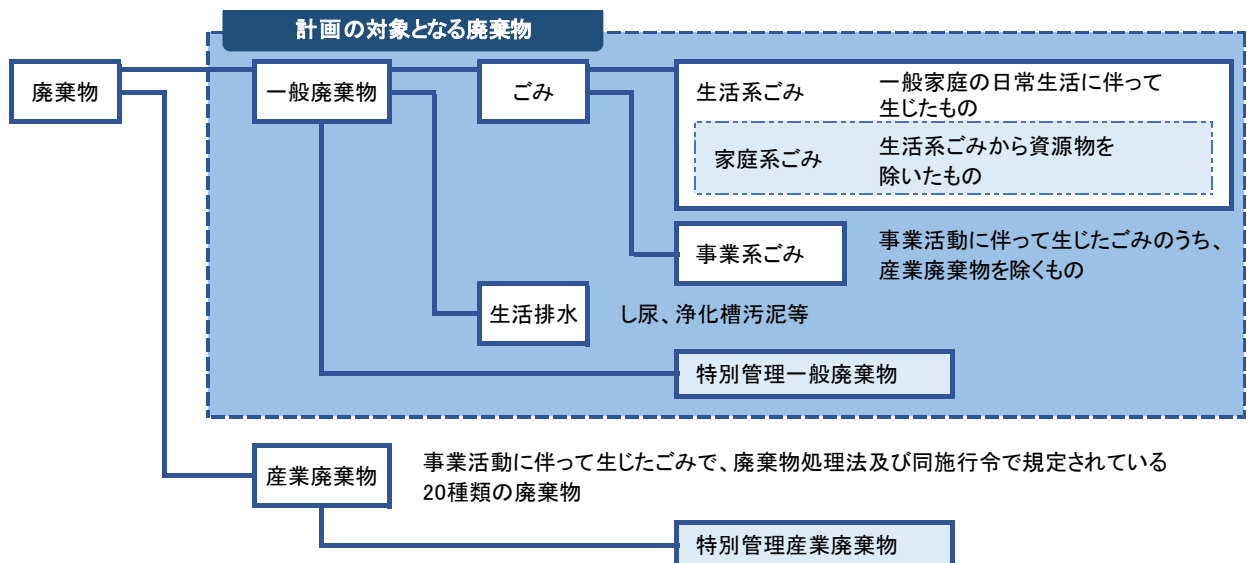 計画の対象となる廃棄物
廃棄物
一般廃棄物
ごみ
生活系ごみ
一般家庭の日常生活に伴って
生じたもの
家庭系ごみ
生活系ごみから資源物を
除いたもの
事業系ごみ
事業活動に伴って生じたごみのうち、
産業廃棄物を除くもの
生活排水
し尿、浄化槽汚泥等
特別管理一般廃棄物
産業廃棄物
事業活動に伴って生じたごみで、廃棄物処理法及び同施行令で規定されている
20種類の廃棄物
特別管理産業廃棄物